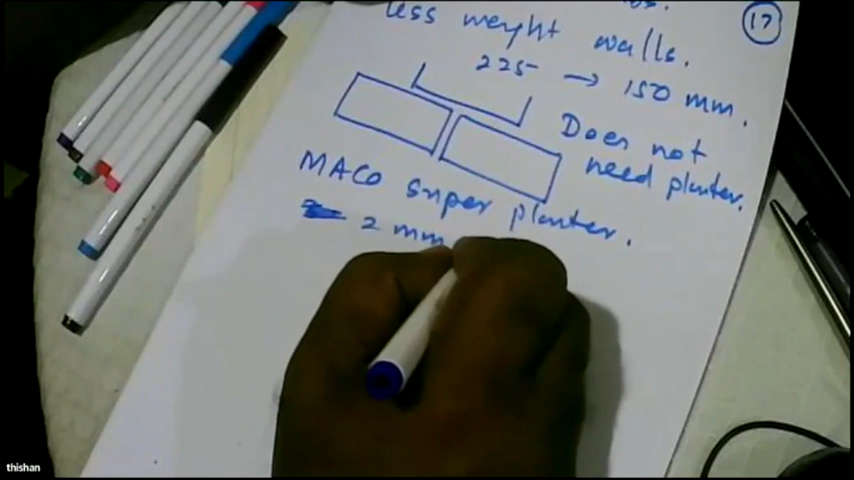 less weight walls.
17
225 → 150 mm.
Does not
need plaster.
MACO super plaster.
2 mm
thishan